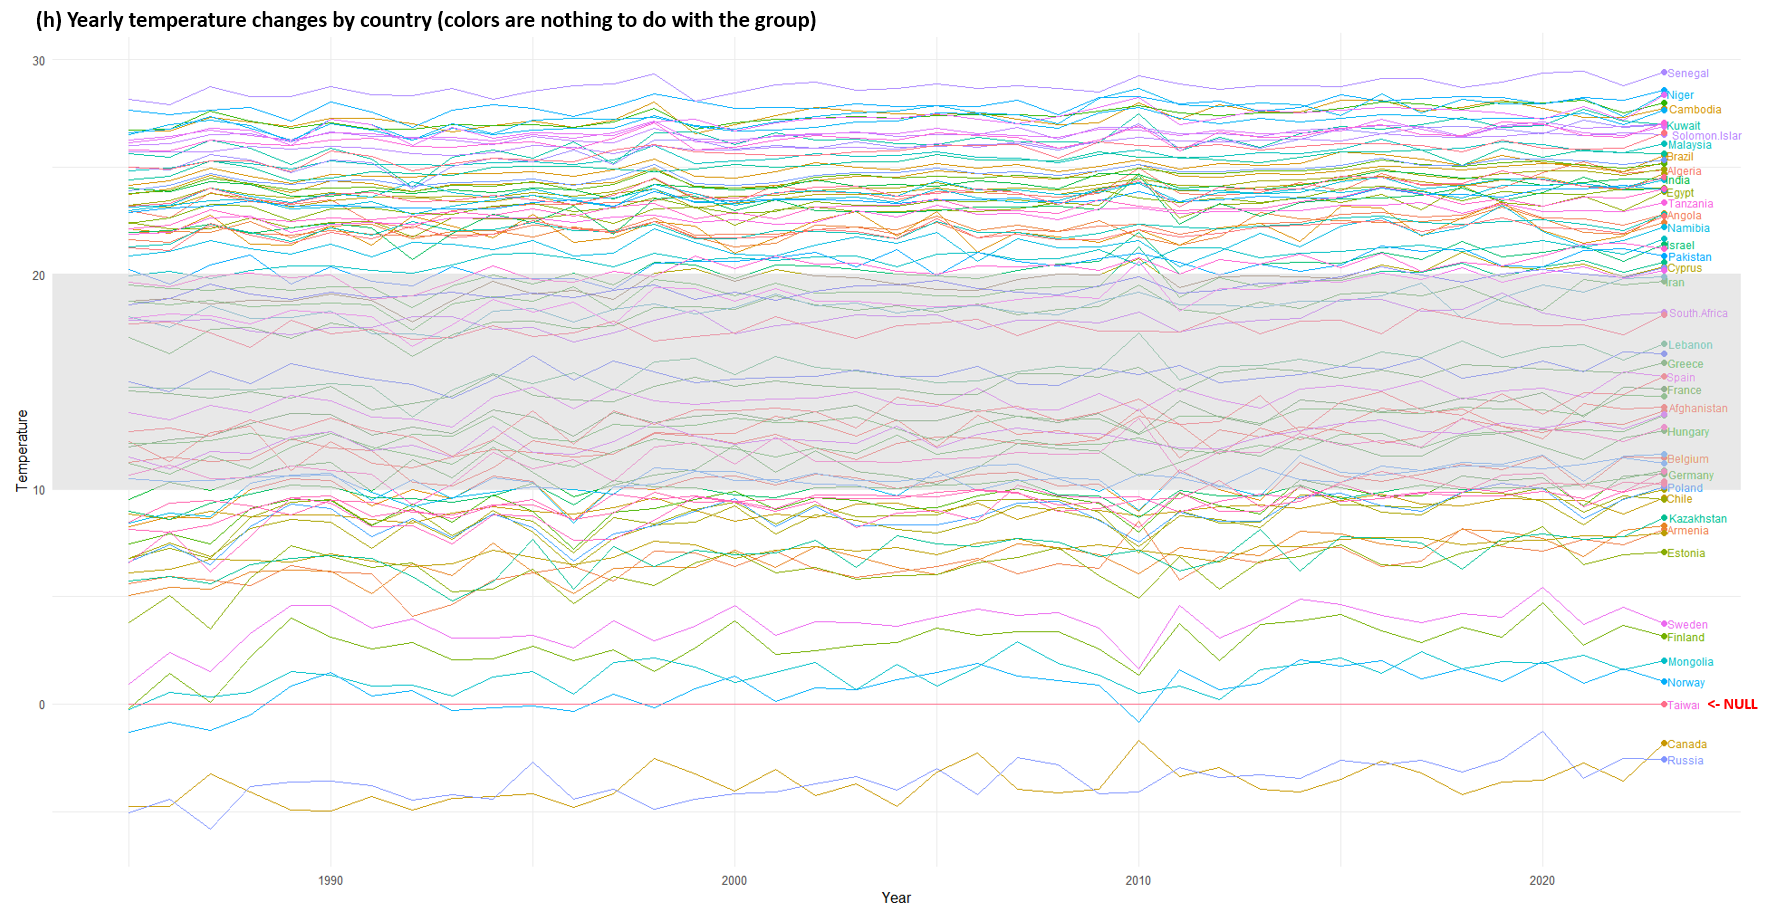 (h) Yearly temperature changes by country (colors are nothing to do with the group)
30
Senegal
Niger
Cambodia
Kuwait
Solomon.Islar
Malaysia
Brazil
Algeria
India
Egypt
Tanzania
Angola
Namibia
Israel
Pakistan
Cyprus
20
Iran
South.Africa
Lebanon
Greece
Spain
France
Afghanistan
Temperature
Hungary
Belgium
Germany
10
Poland
Chile
Kazakhstan
Armenia
Estonia
Sweden
Finland
Mongolia
Norway
0
Taiwai <- NULL
Canada
Russia
1990 2000 2010 2020
Year